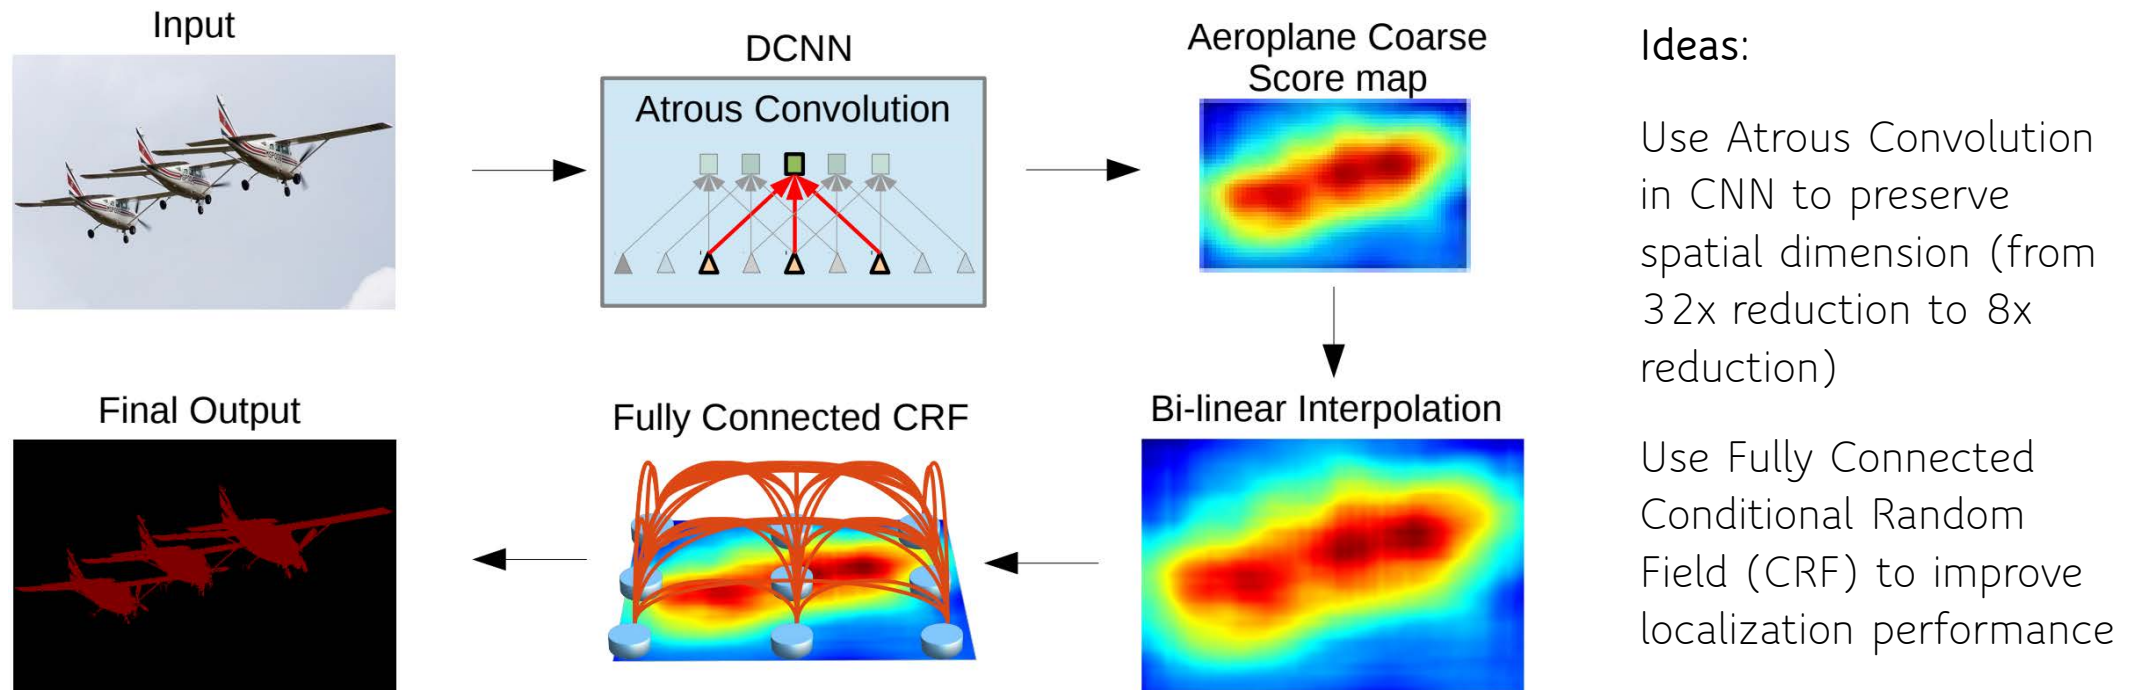 Input
DCNN
Atrous Convolution
Aeroplane Coarse
Score map
Bi-linear Interpolation
Fully Connected CRF
Final Output
Ideas:
Use Atrous Convolution
in CNN to preserve
spatial dimension (from
32x reduction to 8x
reduction)
Use Fully Connected
Conditional Random
Field (CRF) to improve
localization performance